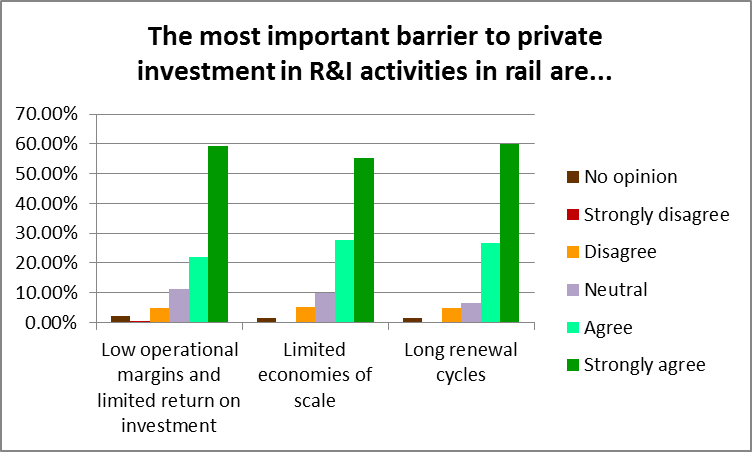 The most important barrier to private
investment in R&I activities in rail are...
70.00%
60.00%
50.00%
40.00%
30.00%
20.00%
10.00%
0.00%
Low operational
margins and
limited return on
investment
Limited
economies of
scale
Long renewal
cycles
No opinion
Strongly disagree
Disagree
Neutral
Agree
Strongly agree